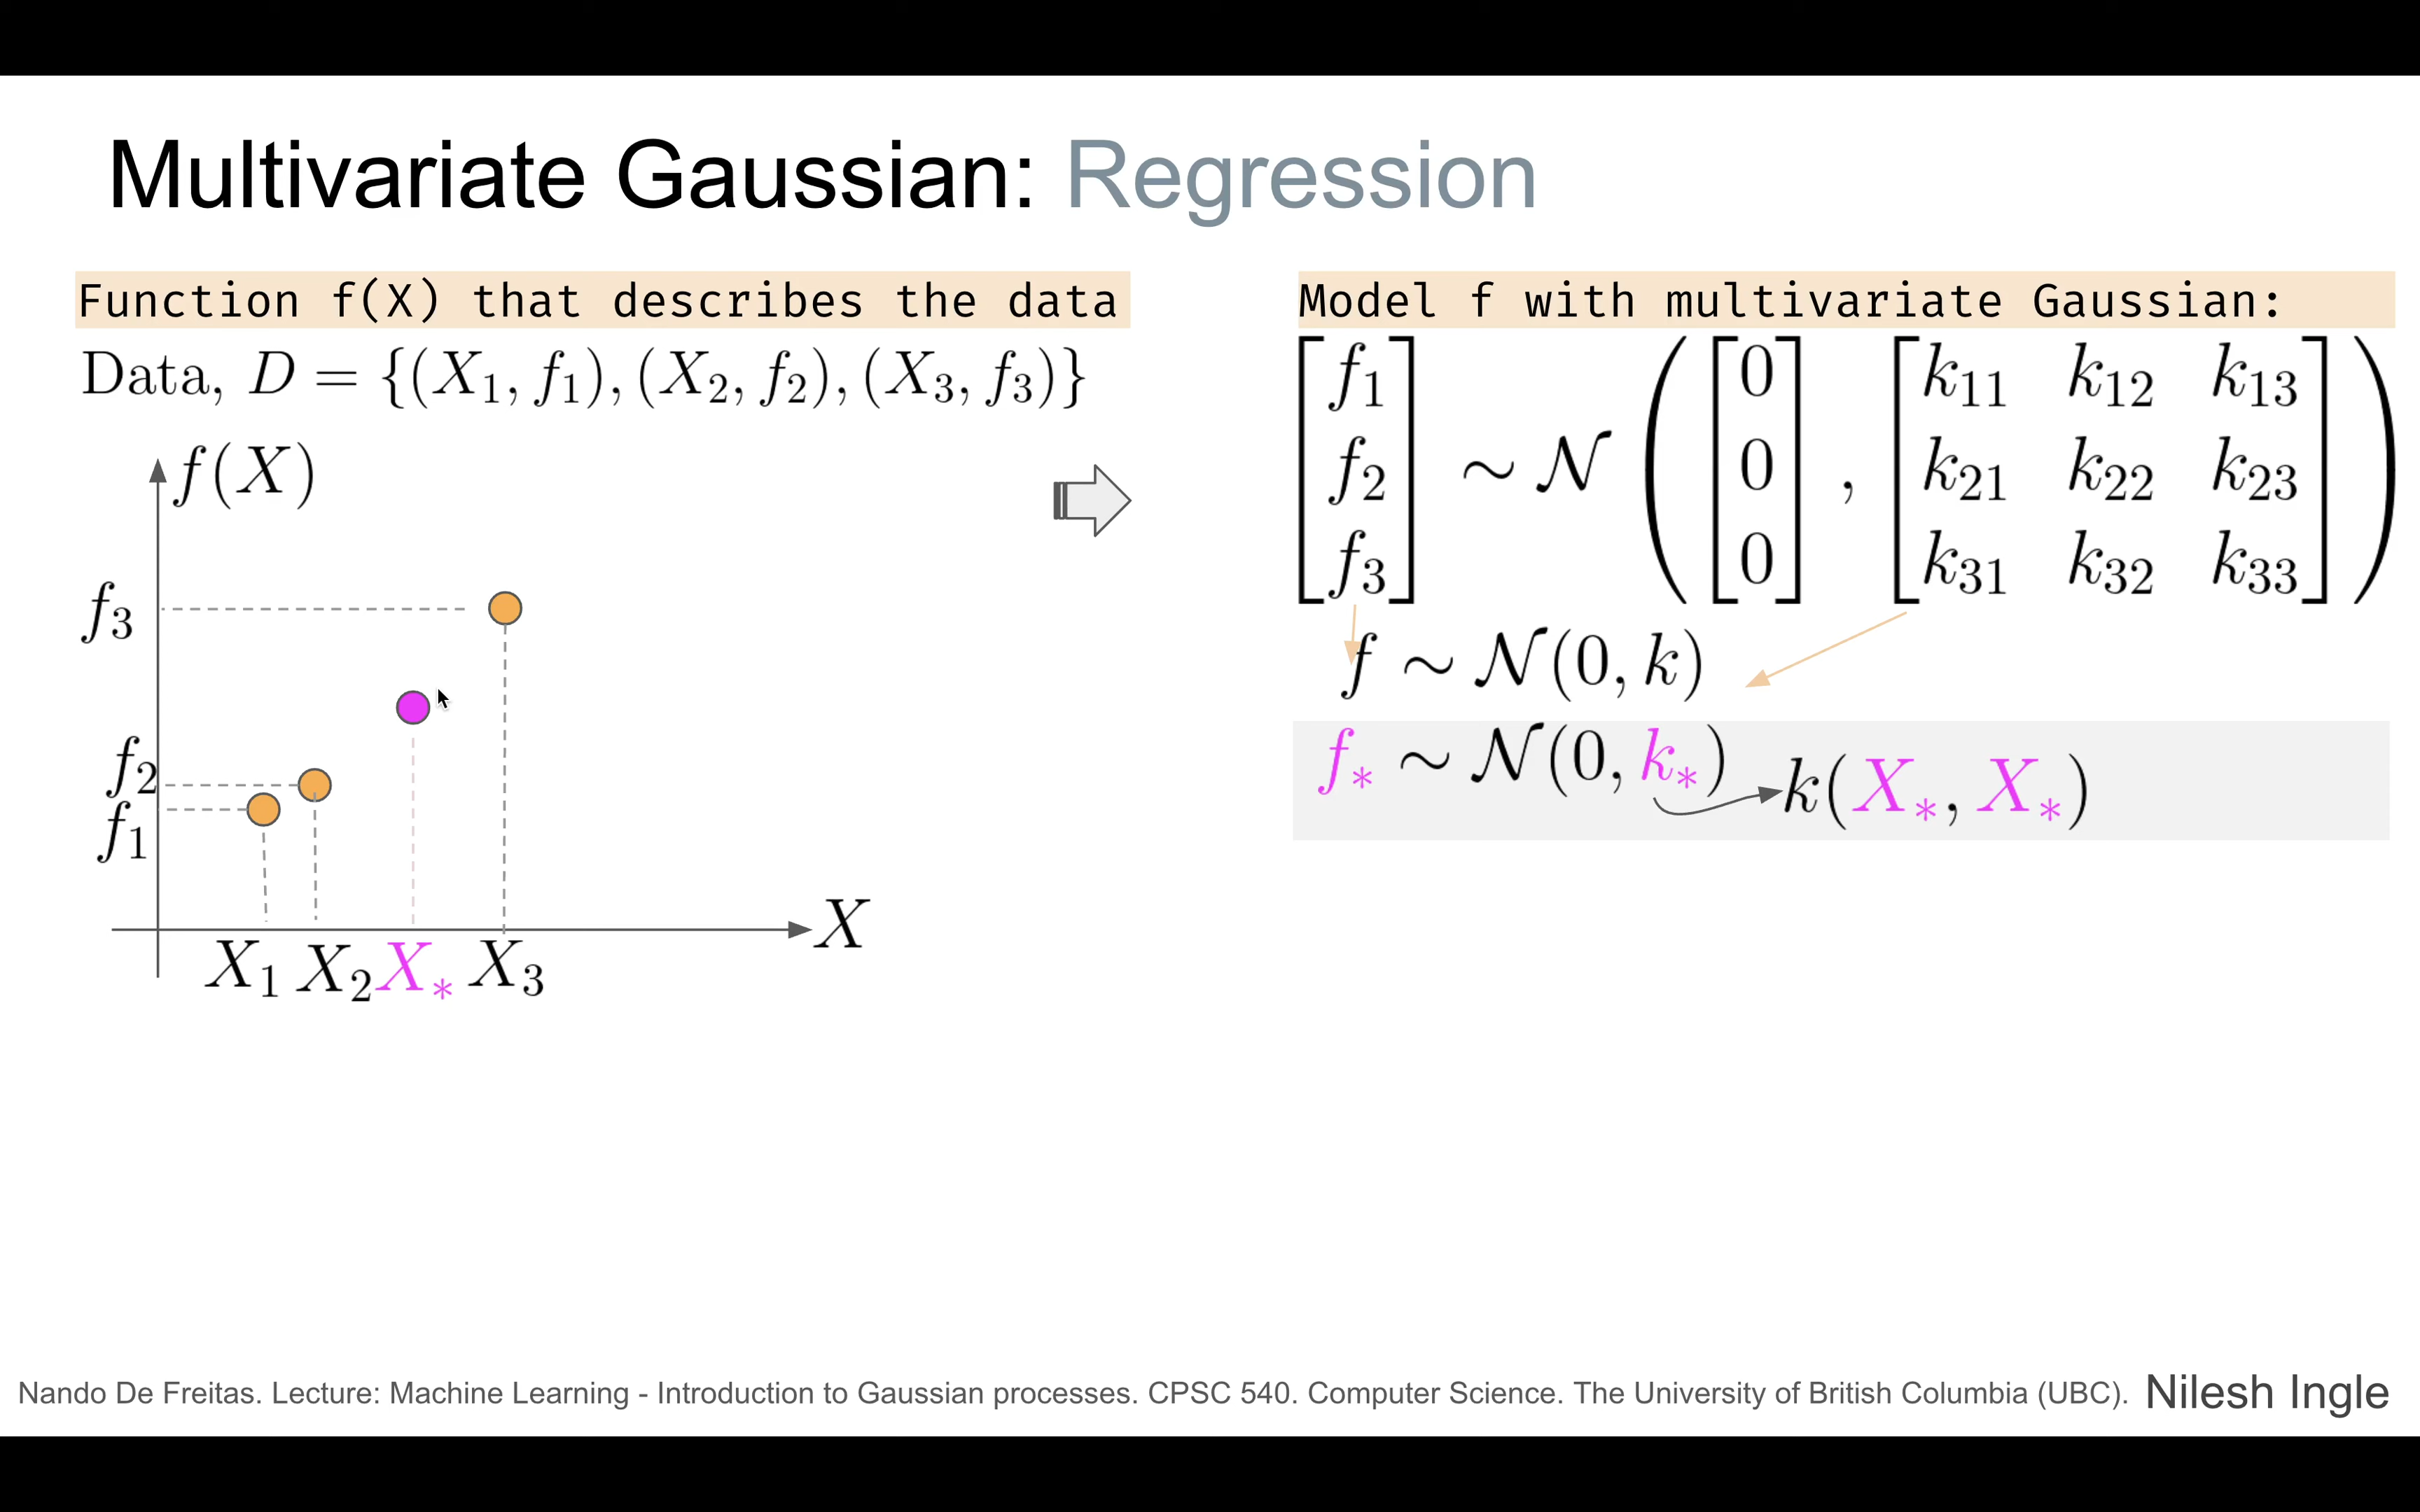 Multivariate Gaussian: Regression
Function f(X) that describes the data
Data, D = {(X₁, f₁), (X₂, f₂), (X₃, f₃)}
f(X)
f₃
f₂
f₁
X
X₁ X₂ X* X₃
Model f with multivariate Gaussian:
[f₁ f₂ f₃] ~ 𝒩 ([0 0 0], [k₁₁ k₁₂ k₁₃
k₂₁ k₂₂ k₂₃
k₃₁ k₃₂ k₃₃])
f ~ 𝒩(0, k)
f* ~ 𝒩(0, k*) k(X*, X*)
Nando De Freitas. Lecture: Machine Learning - Introduction to Gaussian processes. CPSC 540. Computer Science. The University of British Columbia (UBC). Nilesh Ingle